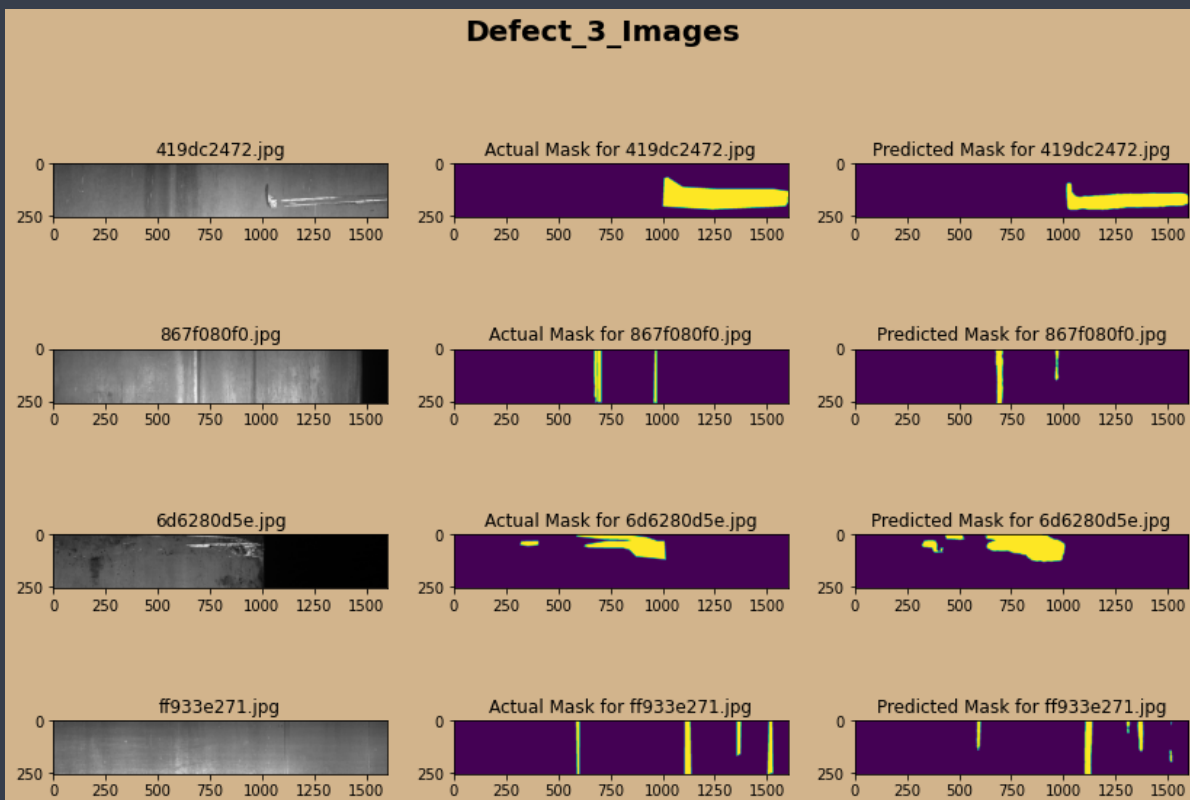 Defect_3_Images
419dc2472.jpg Actual Mask for 419dc2472.jpg Predicted Mask for 419dc2472.jpg
0 0 0
250 250 250
0 250 500 750 1000 1250 1500 0 250 500 750 1000 1250 1500 0 250 500 750 1000 1250 1500
867f080f0.jpg Actual Mask for 867f080f0.jpg Predicted Mask for 867f080f0.jpg
0 0 0
250 250 250
0 250 500 750 1000 1250 1500 0 250 500 750 1000 1250 1500 0 250 500 750 1000 1250 1500
6d6280d5e.jpg Actual Mask for 6d6280d5e.jpg Predicted Mask for 6d6280d5e.jpg
0 0 0
250 250 250
0 250 500 750 1000 1250 1500 0 250 500 750 1000 1250 1500 0 250 500 750 1000 1250 1500
ff933e271.jpg Actual Mask for ff933e271.jpg Predicted Mask for ff933e271.jpg
0 0 0
250 250 250
0 250 500 750 1000 1250 1500 0 250 500 750 1000 1250 1500 0 250 500 750 1000 1250 1500